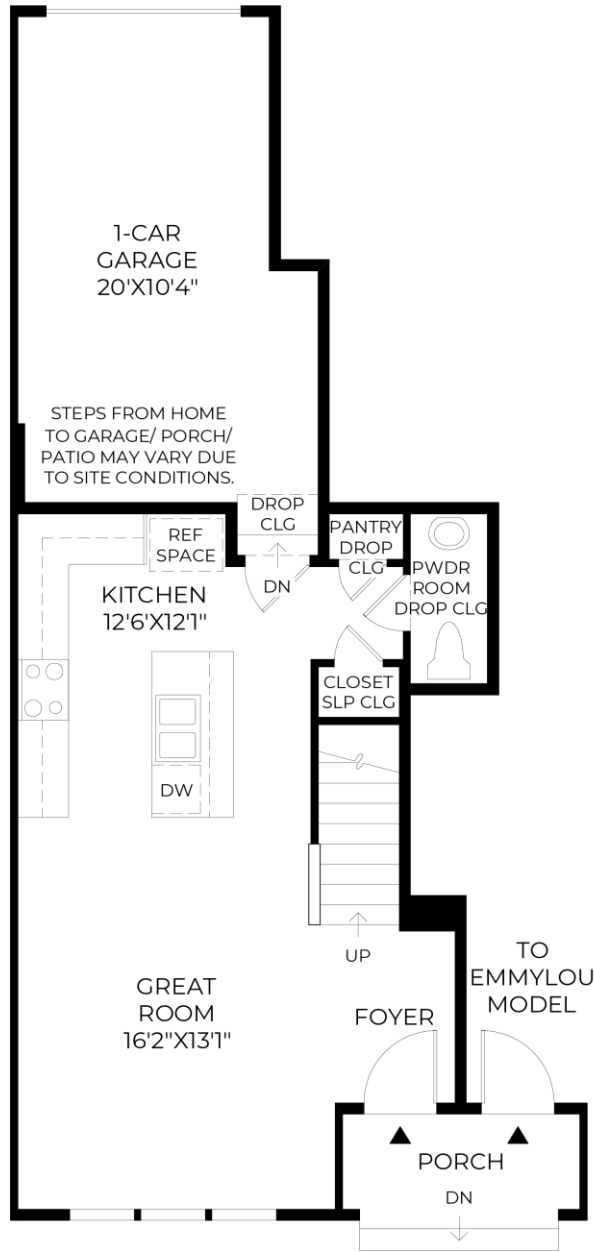 1-CAR
GARAGE
20'X10'4"
STEPS FROM HOME
TO GARAGE/ PORCH/
PATIO MAY VARY DUE
TO SITE CONDITIONS.
DROP
CLG
REF
SPACE
PANTRY
DROP
CLG
PWDR
ROOM
DROP CLG
DN
KITCHEN
12'6"X12'1"
CLOSET
SLP CLG
DW
UP
GREAT
ROOM
16'2"X13'1"
FOYER
TO
EMMYLOU
MODEL
PORCH
DN